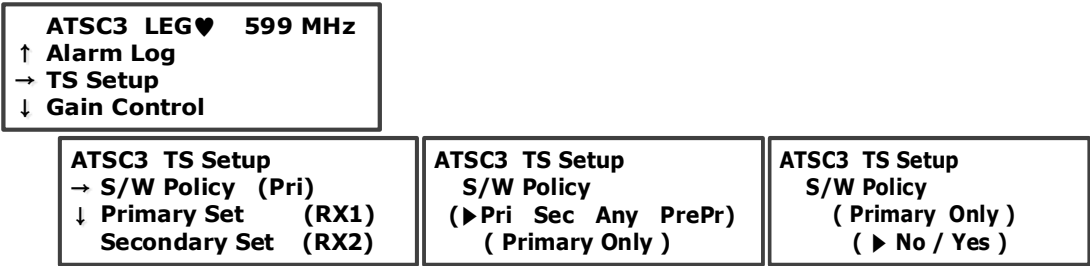 ATSC3 LEG♥ 599 MHz
↑ Alarm Log
→ TS Setup
↓ Gain Control
ATSC3 TS Setup
→ S/W Policy (Pri)
↓ Primary Set (RX1)
Secondary Set (RX2)
ATSC3 TS Setup
S/W Policy
(▶Pri Sec Any PrePr)
( Primary Only )
ATSC3 TS Setup
S/W Policy
( Primary Only )
( ▶ No / Yes )